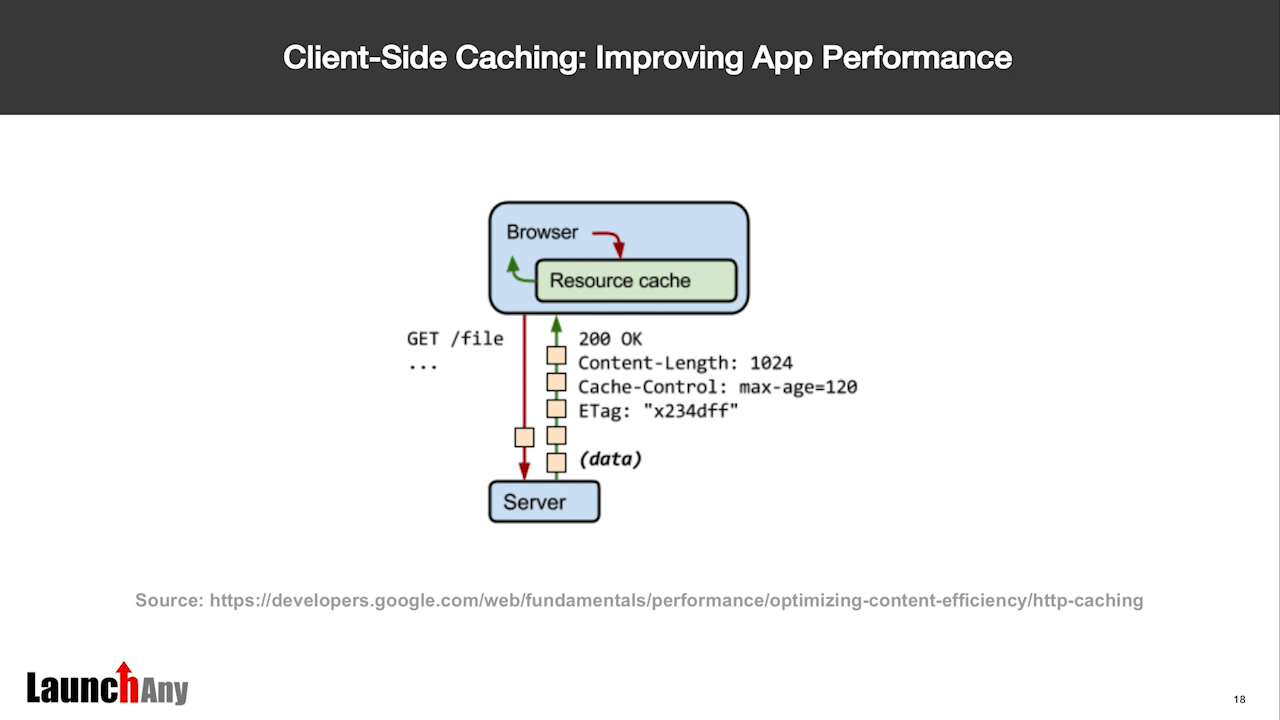 Client-Side Caching: Improving App Performance
Browser
Resource cache
GET /file
...
200 OK
Content-Length: 1024
Cache-Control: max-age=120
ETag: "x234dff"
(data)
Server
Source: https://developers.google.com/web/fundamentals/performance/optimizing-content-efficiency/http-caching
LaunchAny
18